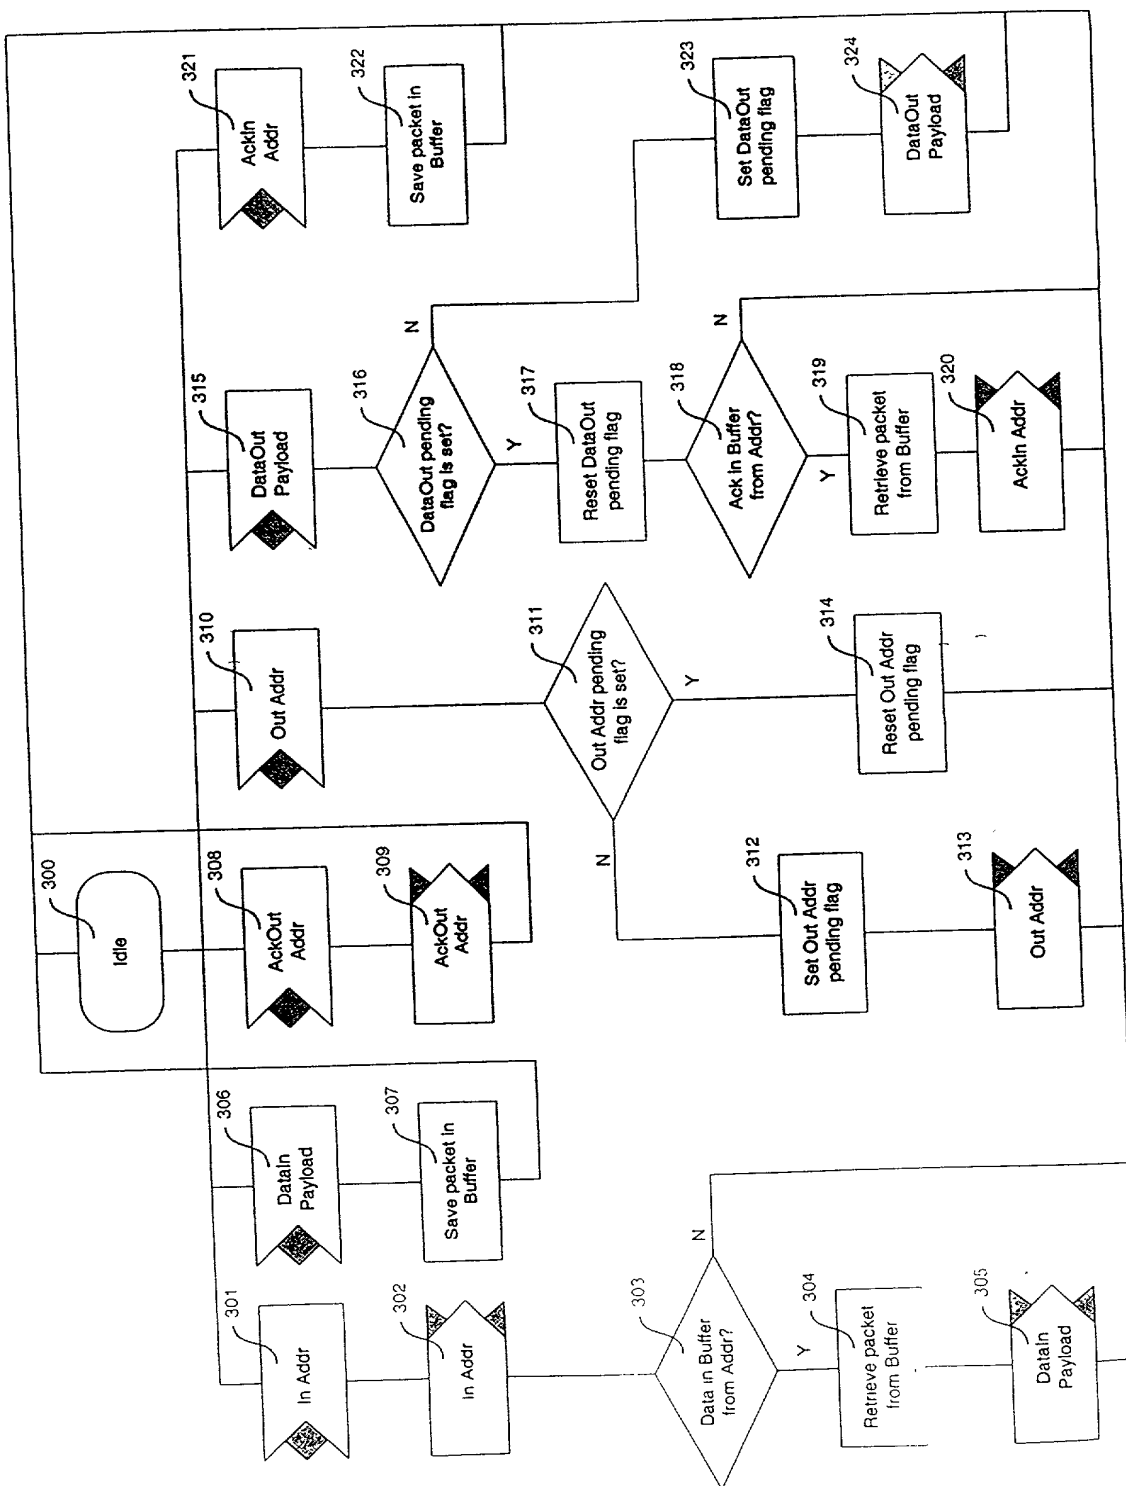 300
Idle
301
In Addr
302
In Addr
303
Data in Buffer
from Addr?
N
Y
304
Retrieve packet
from Buffer
305
DataIn
Payload
306
DataIn
Payload
307
Save packet in
Buffer
308
AckOut
Addr
309
AckOut
Addr
310
Out Addr
311
Out Addr pending
flag is set?
N
Y
312
Set Out Addr
pending flag
313
Out Addr
314
Reset Out Addr
pending flag
315
DataOut
Payload
316
DataOut pending
flag is set?
N
Y
317
Reset DataOut
pending flag
318
Ack in Buffer
from Addr?
N
Y
319
Retrieve packet
from Buffer
320
AckIn Addr
321
AckIn
Addr
322
Save packet in
Buffer
323
Set DataOut
pending flag
324
DataOut
Payload